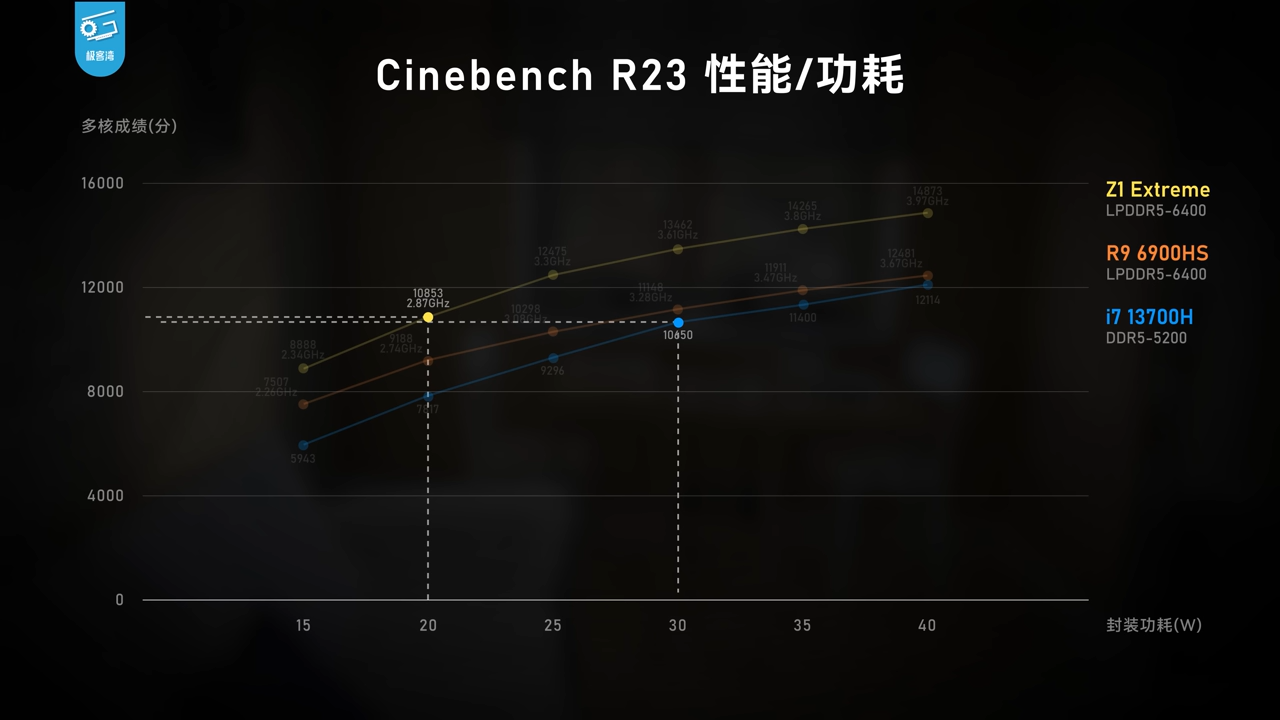 极客湾
Cinebench R23 性能/功耗
多核成绩(分)
16000
12000
8000
4000
0
8888
2.34GHz
10853
2.87GHz
12475
3.3GHz
13462
3.61GHz
14265
3.8GHz
14873
3.97GHz
7507
2.26GHz
9188
2.74GHz
10298
11148
3.28GHz
11911
3.47GHz
12481
3.67GHz
5943
7817
9296
10650
11400
12114
15
20
25
30
35
40
封装功耗(W)
Z1 Extreme
LPDDR5-6400
R9 6900HS
LPDDR5-6400
i7 13700H
DDR5-5200